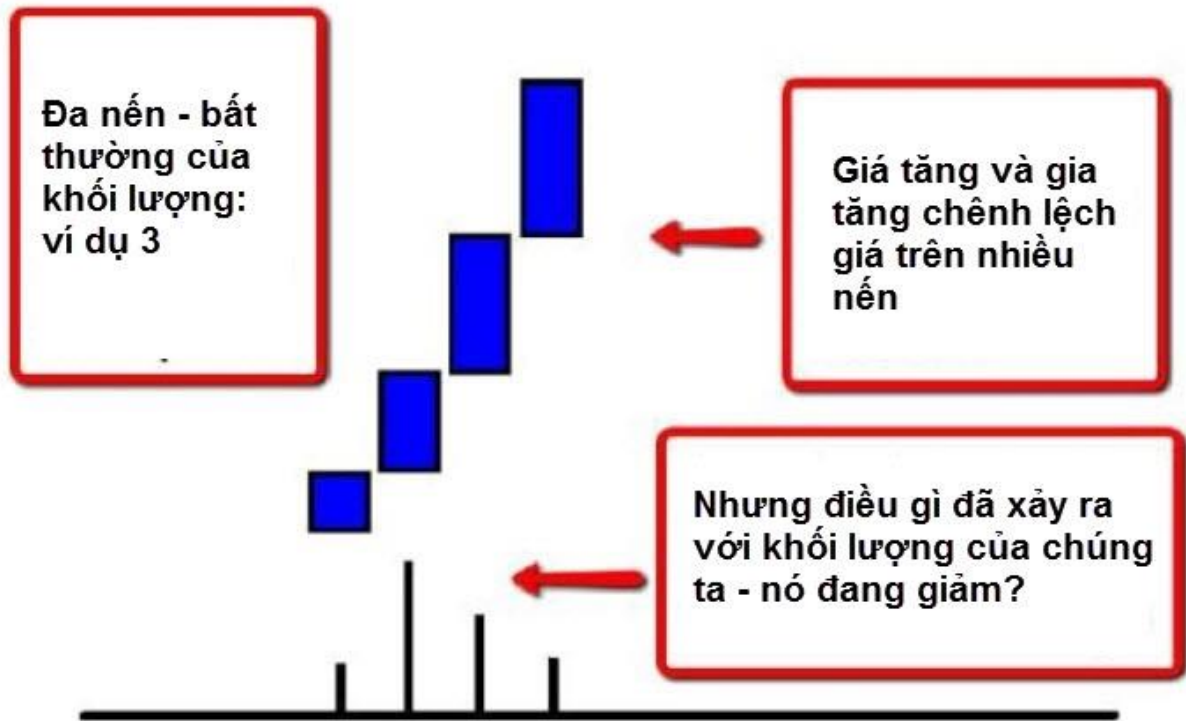 Đa nến - bất
thường của
khối lượng:
ví dụ 3
Giá tăng và gia
tăng chênh lệch
giá trên nhiều
nến
Nhưng điều gì đã xảy ra
với khối lượng của chúng
ta - nó đang giảm?